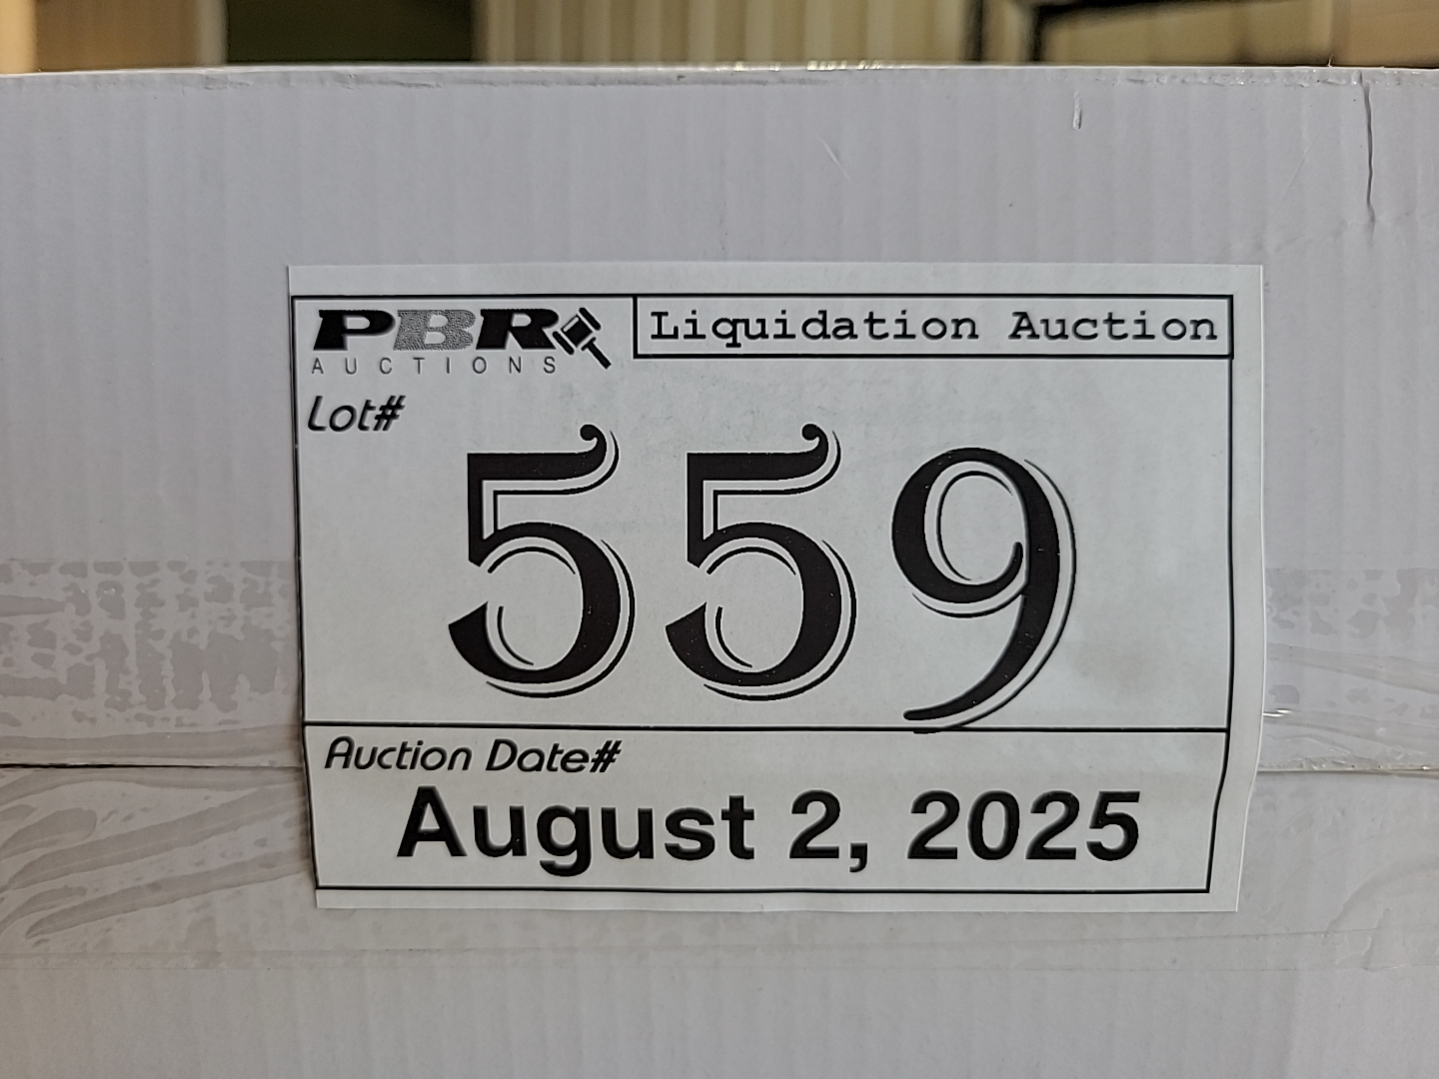 PBR
AUCTIONS
Liquidation Auction
Lot#
559
Auction Date#
August 2, 2025